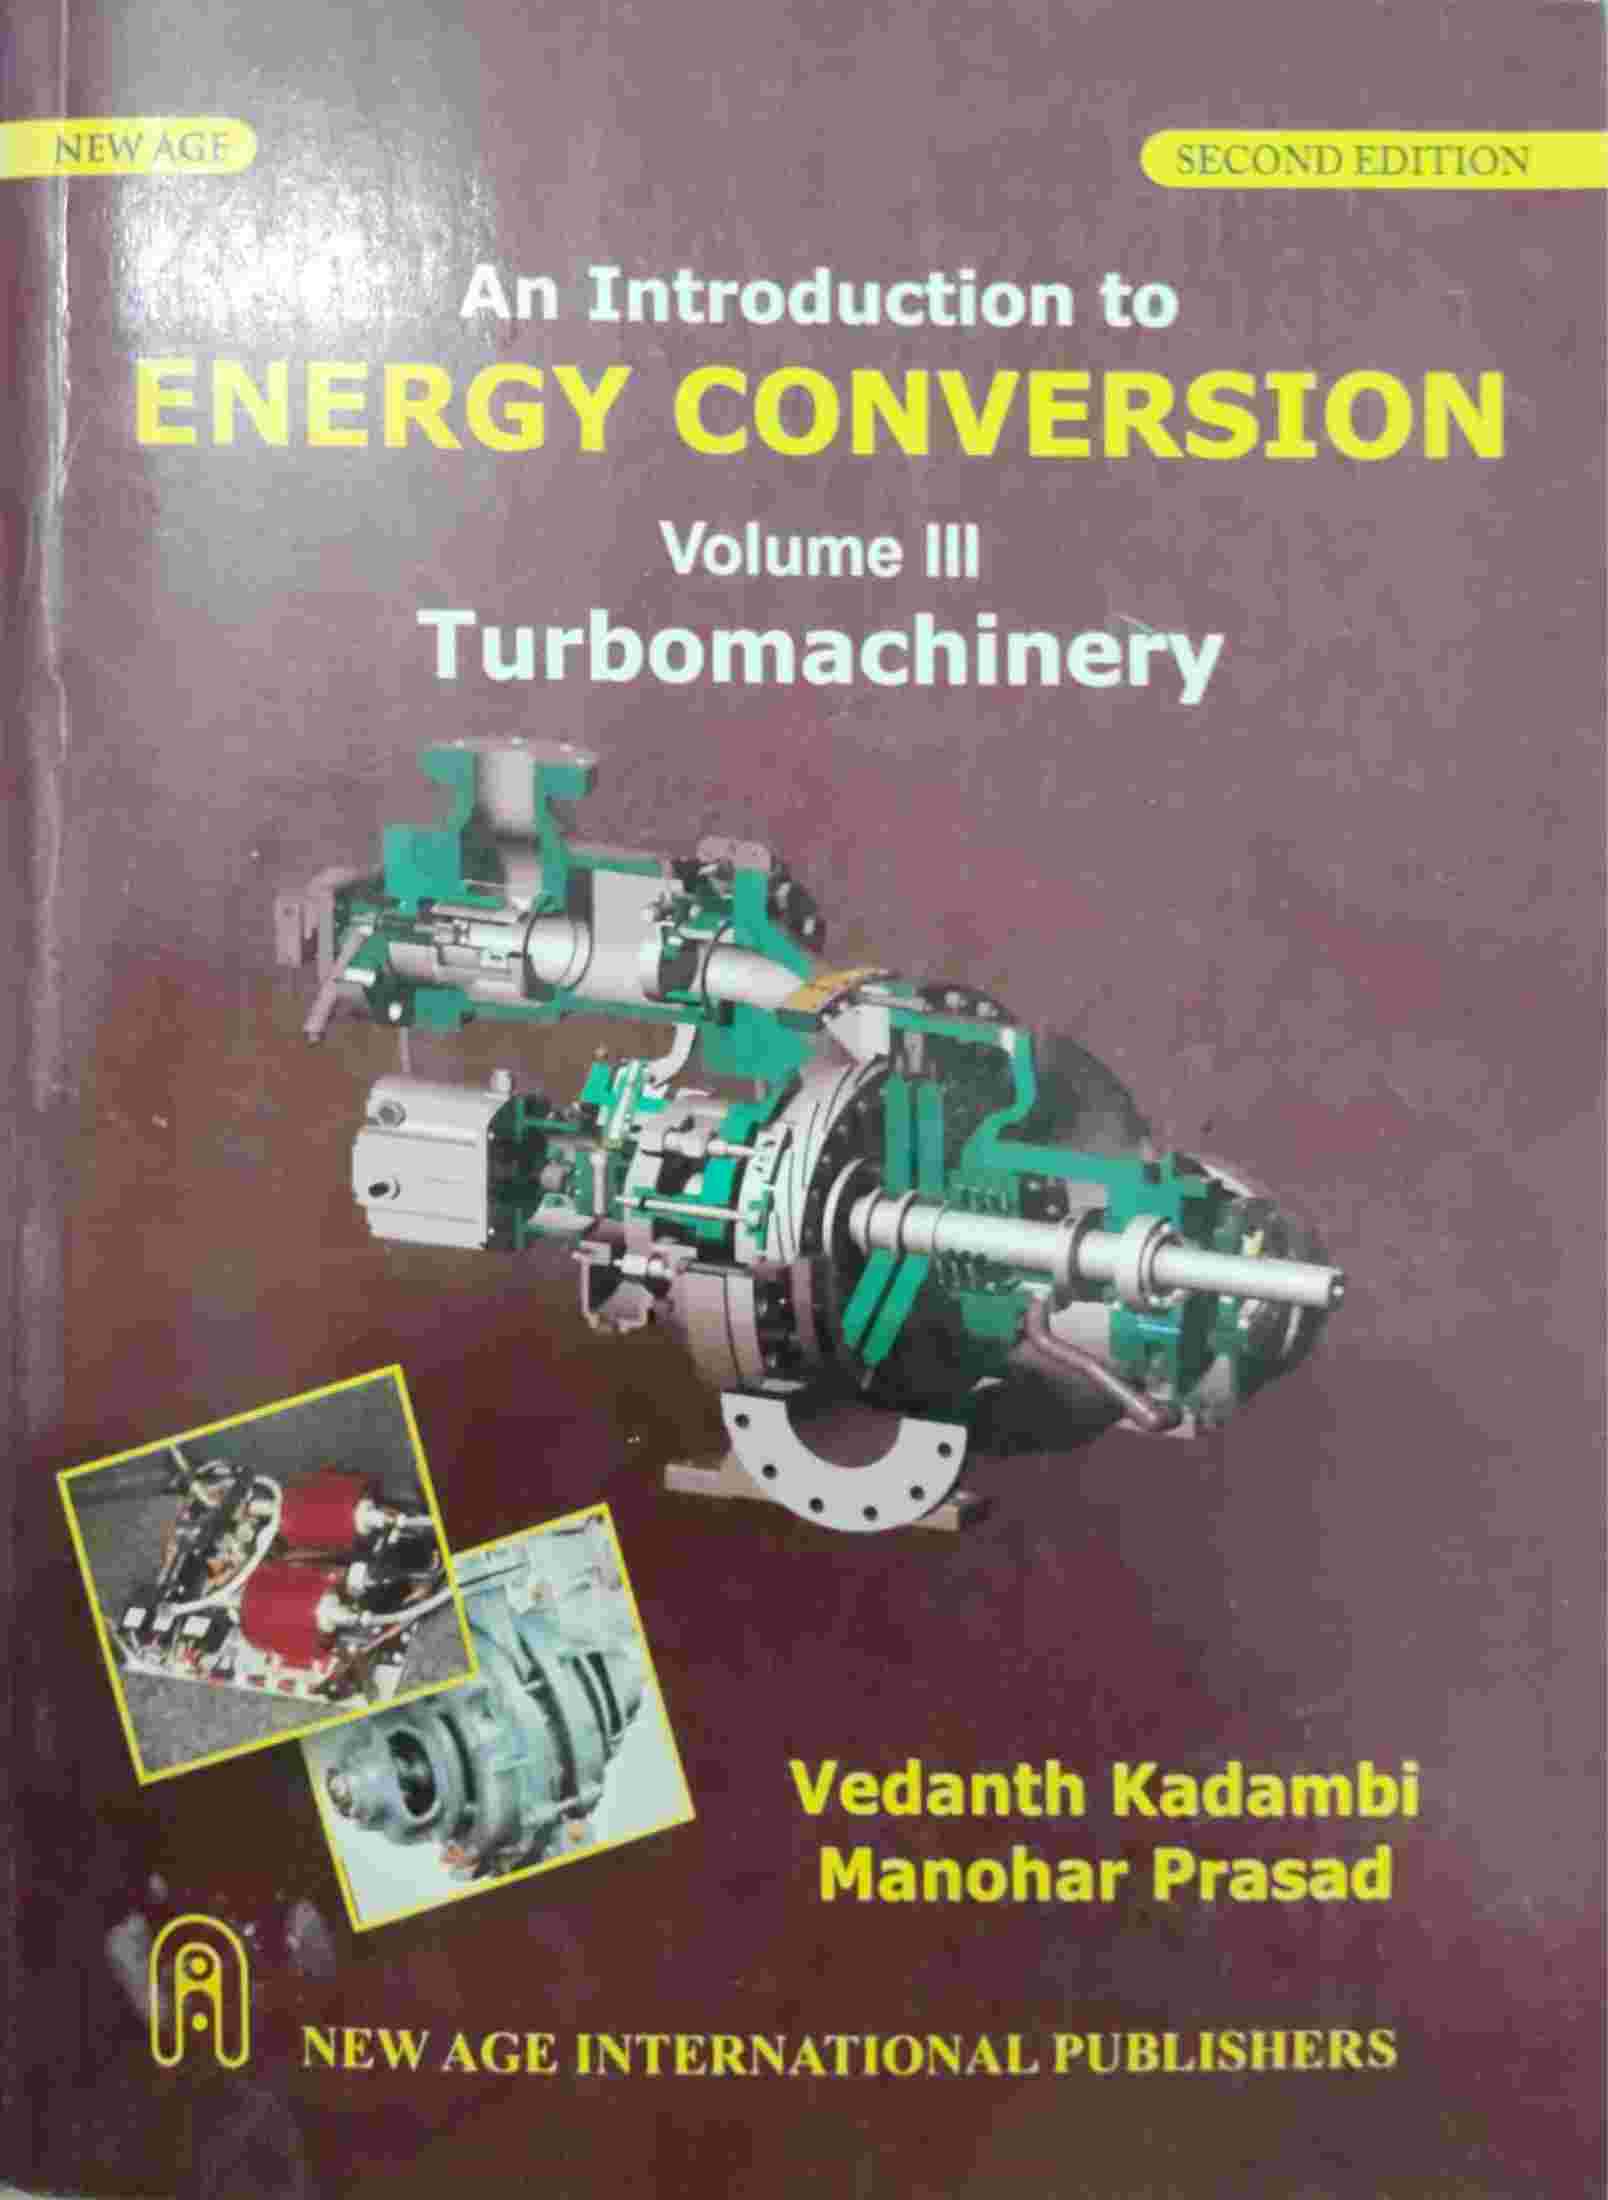 NEW AGE
SECOND EDITION
An Introduction to
ENERGY CONVERSION
Volume III
Turbomachinery
Vedanth Kadambi
Manohar Prasad
NEW AGE INTERNATIONAL PUBLISHERS